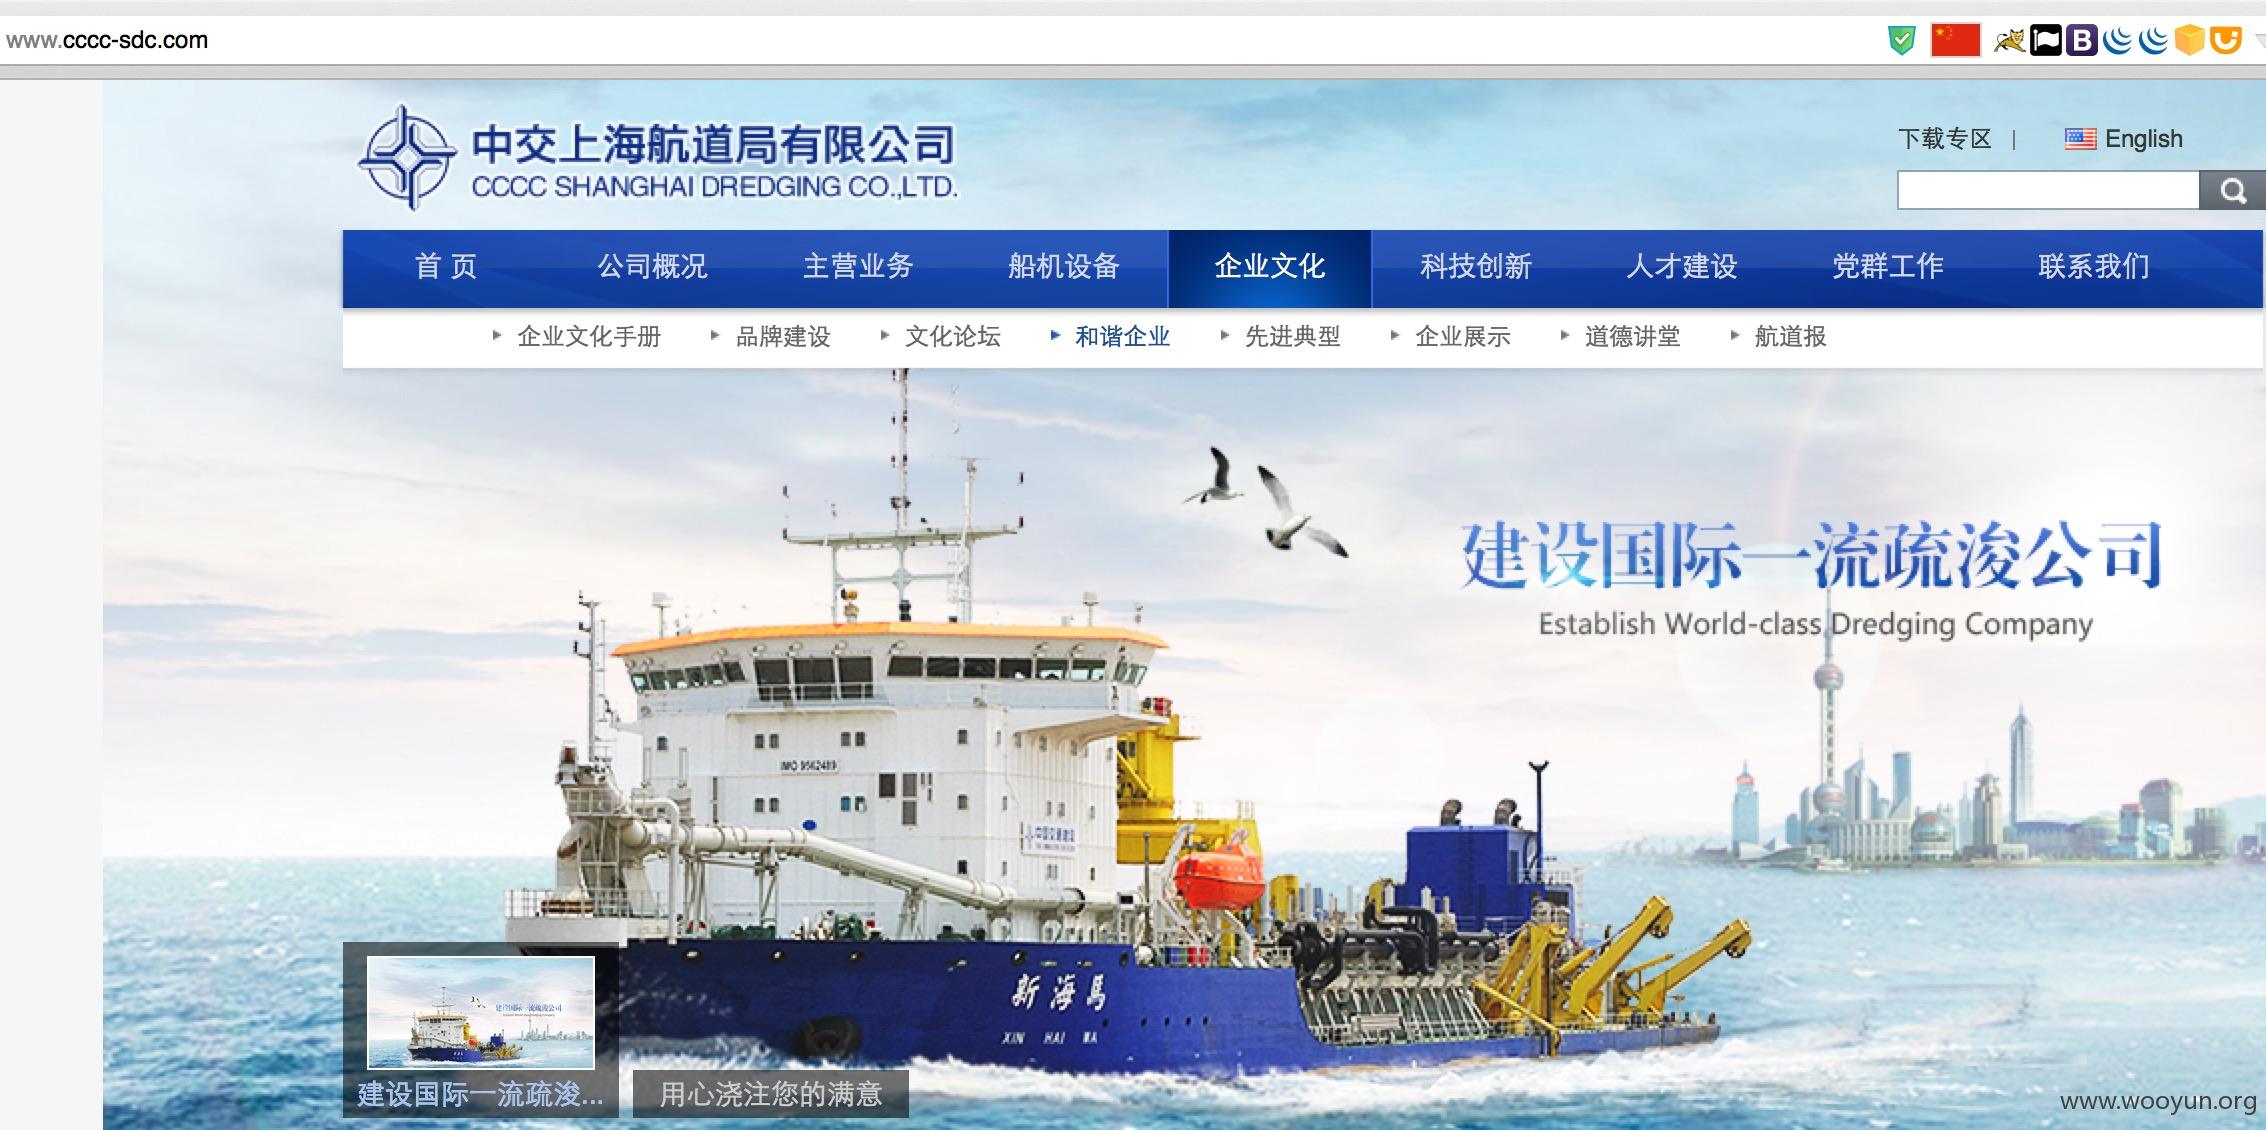 www.cccc-sdc.com
中交上海航道局有限公司
CCCC SHANGHAI DREDGING CO.,LTD.
下载专区 | English
首页 公司概况 主营业务 船机设备 企业文化 科技创新 人才建设 党群工作 联系我们
企业文化手册 品牌建设 文化论坛 和谐企业 先进典型 企业展示 道德讲堂 航道报
建设国际一流疏浚公司
Establish World-class Dredging Company
IMO 9562489
中国交通建设
新海马
XIN HAI MA
建设国际一流疏浚...
用心浇注您的满意
www.wooyun.org